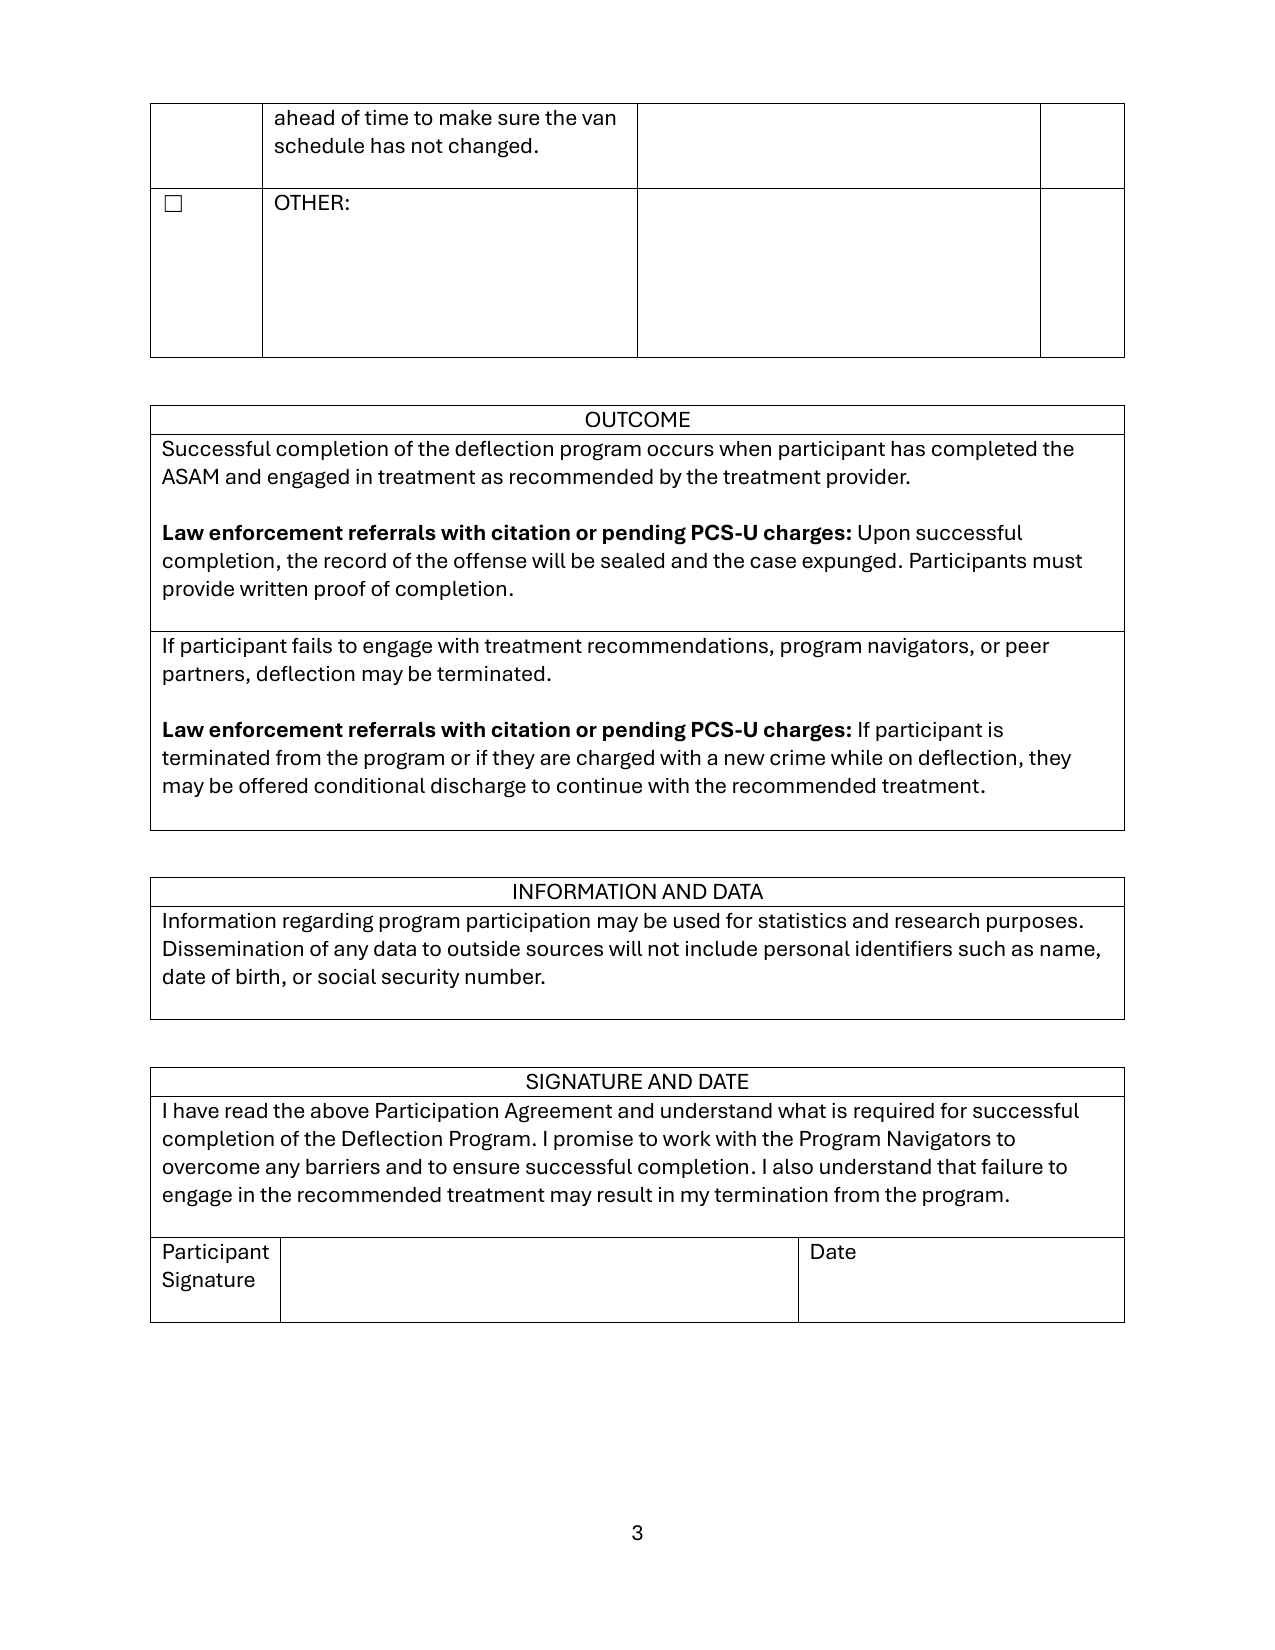 ahead of time to make sure the van
schedule has not changed.
☐ OTHER:
OUTCOME
Successful completion of the deflection program occurs when participant has completed the
ASAM and engaged in treatment as recommended by the treatment provider.
Law enforcement referrals with citation or pending PCS-U charges: Upon successful
completion, the record of the offense will be sealed and the case expunged. Participants must
provide written proof of completion.
If participant fails to engage with treatment recommendations, program navigators, or peer
partners, deflection may be terminated.
Law enforcement referrals with citation or pending PCS-U charges: If participant is
terminated from the program or if they are charged with a new crime while on deflection, they
may be offered conditional discharge to continue with the recommended treatment.
INFORMATION AND DATA
Information regarding program participation may be used for statistics and research purposes.
Dissemination of any data to outside sources will not include personal identifiers such as name,
date of birth, or social security number.
SIGNATURE AND DATE
I have read the above Participation Agreement and understand what is required for successful
completion of the Deflection Program. I promise to work with the Program Navigators to
overcome any barriers and to ensure successful completion. I also understand that failure to
engage in the recommended treatment may result in my termination from the program.
Participant
Signature
Date
3